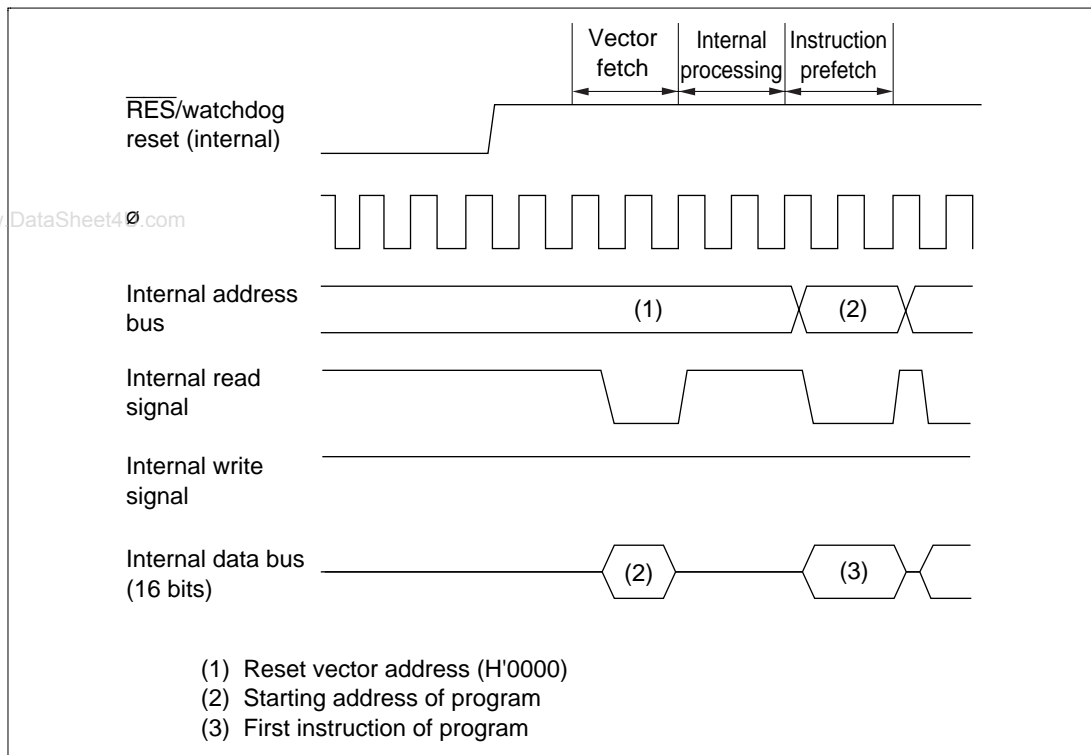 Vector fetch
Internal processing
Instruction prefetch
RES/watchdog
reset (internal)
w.DataSheet4U.com
Ø
Internal address
bus
(1)
(2)
Internal read
signal
Internal write
signal
Internal data bus
(16 bits)
(2)
(3)
(1) Reset vector address (H'0000)
(2) Starting address of program
(3) First instruction of program